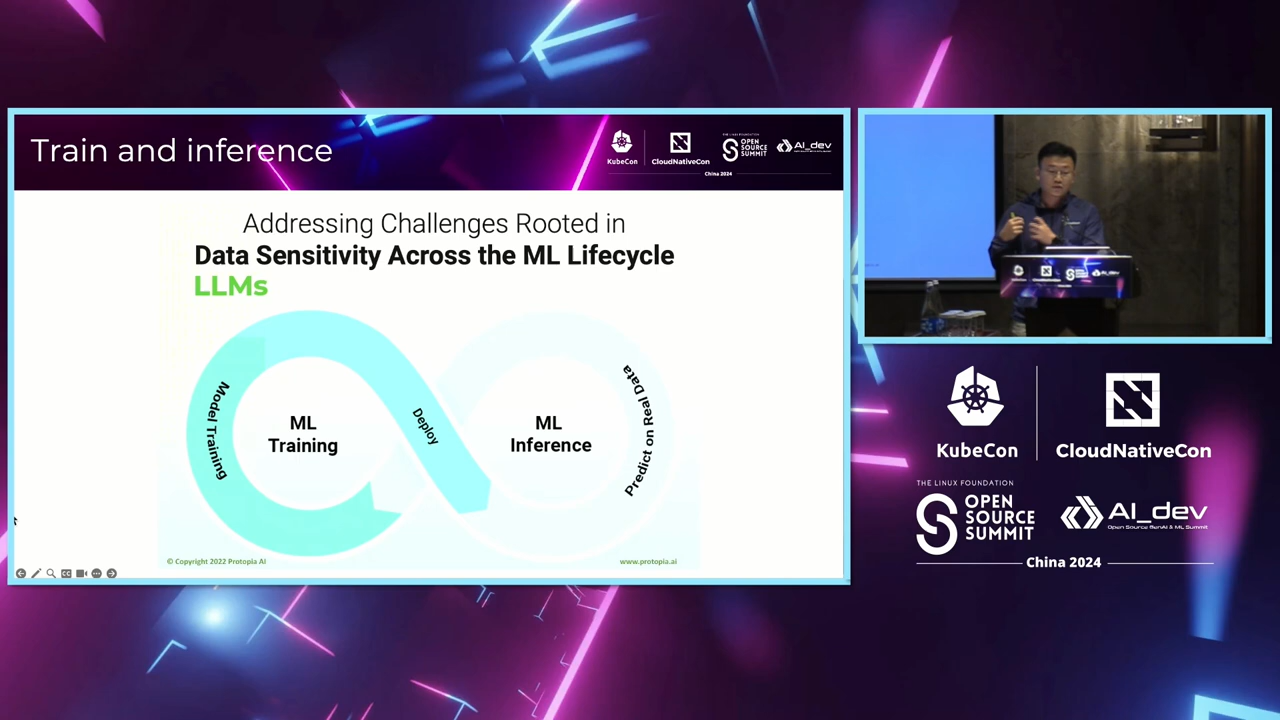 Train and inference
KubeCon
CloudNativeCon
THE LINUX FOUNDATION
OPEN
SOURCE
SUMMIT
AI_dev
China 2024
Addressing Challenges Rooted in
Data Sensitivity Across the ML Lifecycle
LLMs
Model Training
ML
Training
Deploy
ML
Inference
Predict on Real Data
© Copyright 2022 Protopia AI
www.protopia.ai
KubeCon
CloudNativeCon
THE LINUX FOUNDATION
OPEN
SOURCE
SUMMIT
AI_dev
Open Source GenAI & ML Summit
China 2024